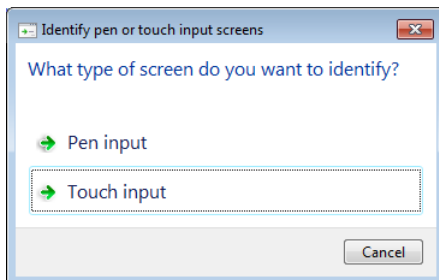 Identify pen or touch input screens
What type of screen do you want to identify?
Pen input
Touch input
Cancel